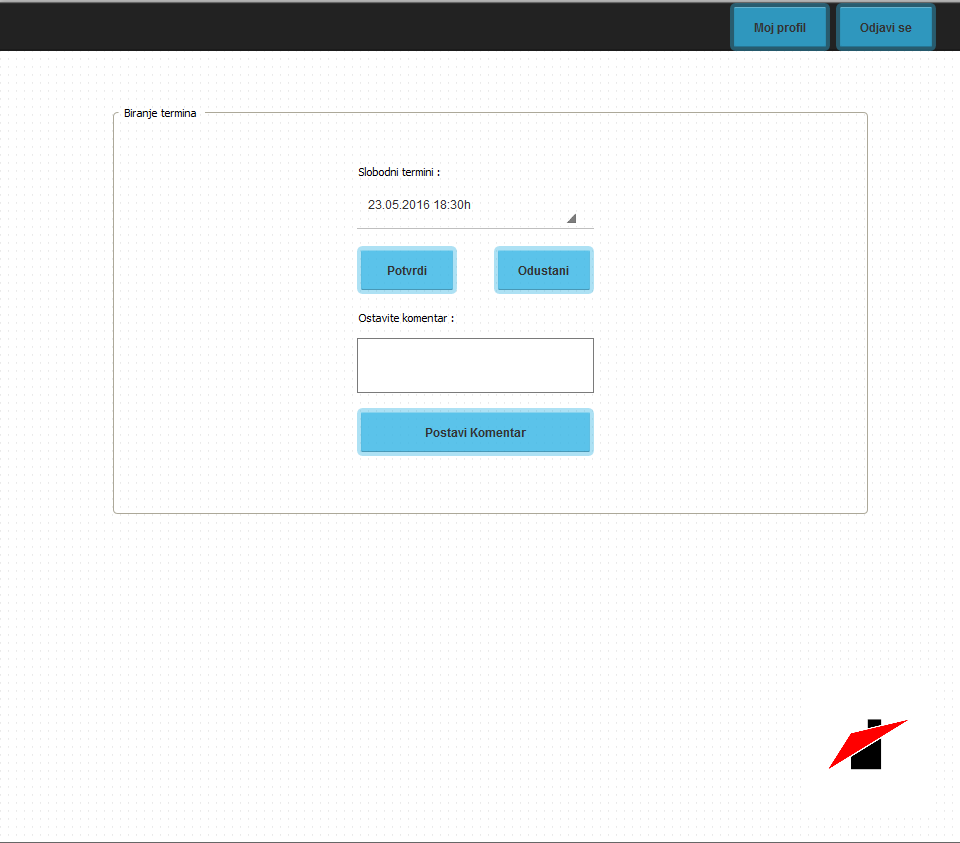 Moj profil
Odjavi se
Biranje termina
Slobodni termini :
23.05.2016 18:30h
Potvrdi
Odustani
Ostavite komentar :
Postavi Komentar